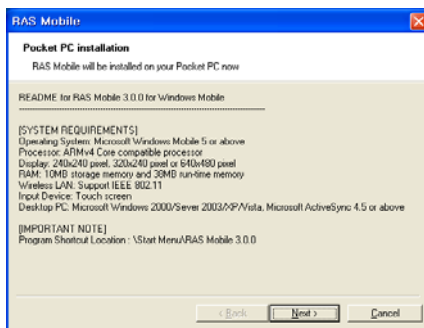 RAS Mobile
Pocket PC installation
RAS Mobile will be installed on your Pocket PC now
README for RAS Mobile 3.0.0 for Windows Mobile
[SYSTEM REQUIREMENTS]
Operating System: Microsoft Windows Mobile 5 or above
Processor: ARMv4 Core compatible processor
Display: 240x240 pixel, 320x240 pixel or 640x480 pixel
RAM: 10MB storage memory and 38MB run-time memory
Wireless LAN: Support IEEE 802.11
Input Device: Touch screen
Desktop PC: Microsoft Windows 2000/Sever 2003/XP/Vista, Microsoft ActiveSync 4.5 or above
[IMPORTANT NOTE]
Program Shortcut Location : \Start Menu\RAS Mobile 3.0.0
< Back Next > Cancel